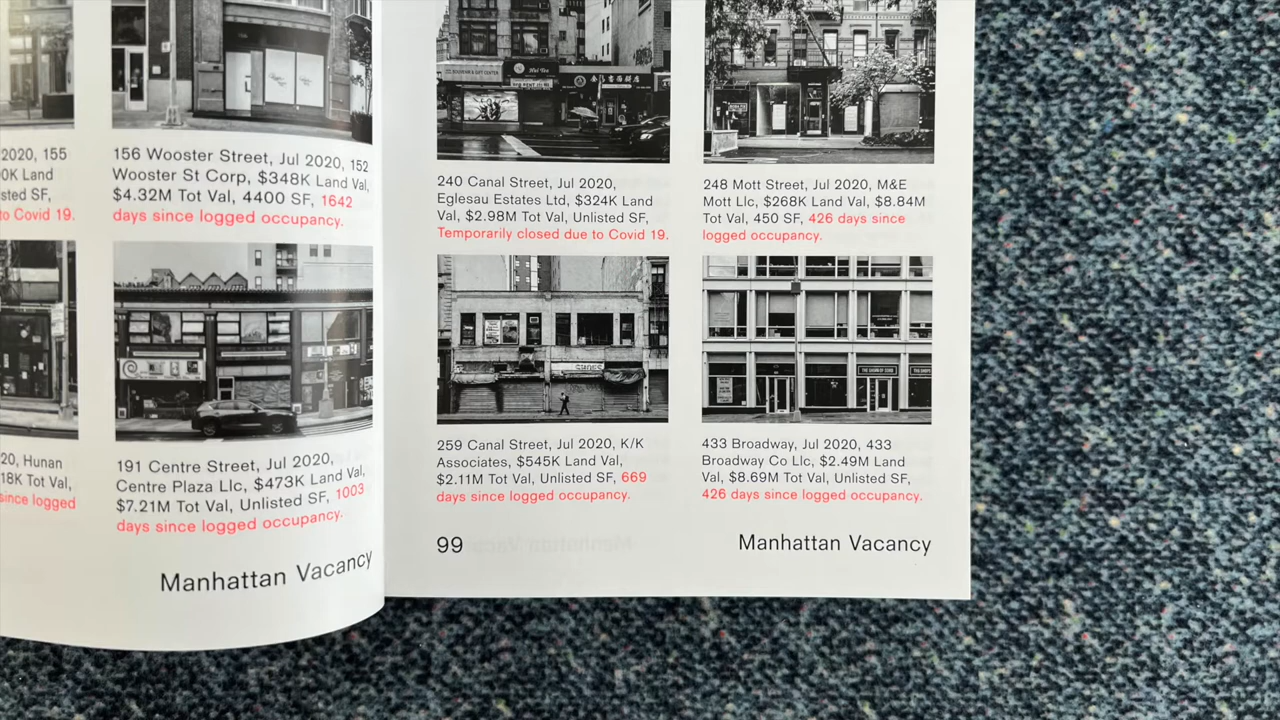 2020, 155
0K Land
sted SF,
to Covid 19.
20, Hunan
18K Tot Val,
since logged
156 Wooster Street, Jul 2020, 152
Wooster St Corp, $348K Land Val,
$4.32M Tot Val, 4400 SF, 1642
days since logged occupancy.
191 Centre Street, Jul 2020,
Centre Plaza Llc, $473K Land Val,
$7.21M Tot Val, Unlisted SF, 1003
days since logged occupancy.
Manhattan Vacancy
240 Canal Street, Jul 2020,
Eglesau Estates Ltd, $324K Land
Val, $2.98M Tot Val, Unlisted SF,
Temporarily closed due to Covid 19.
248 Mott Street, Jul 2020, M&E
Mott Llc, $268K Land Val, $8.84M
Tot Val, 450 SF, 426 days since
logged occupancy.
259 Canal Street, Jul 2020, K/K
Associates, $545K Land Val,
$2.11M Tot Val, Unlisted SF, 669
days since logged occupancy.
433 Broadway, Jul 2020, 433
Broadway Co Llc, $2.49M Land
Val, $8.69M Tot Val, Unlisted SF,
426 days since logged occupancy.
99
Manhattan Vacancy